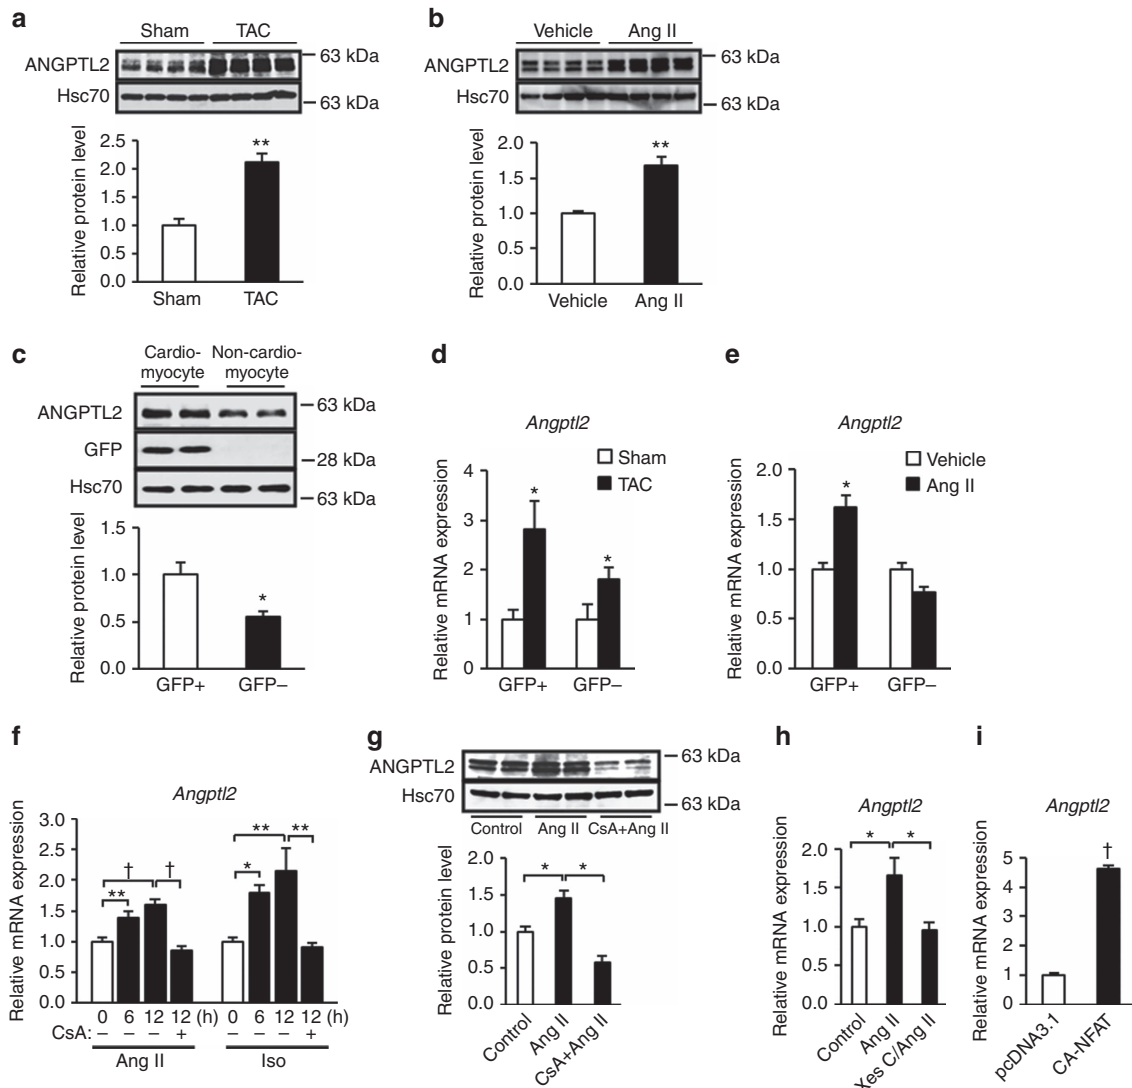 a
Sham TAC
ANGPTL2
63 kDa
Hsc70
63 kDa
Relative protein level
2.5
2.0
1.5
1.0
0.5
0.0
**
Sham TAC
b
Vehicle Ang II
ANGPTL2
63 kDa
Hsc70
63 kDa
Relative protein level
2.0
1.5
1.0
0.5
0.0
**
Vehicle Ang II
c
Cardio- Non-cardio-
myocyte myocyte
ANGPTL2
63 kDa
GFP
28 kDa
Hsc70
63 kDa
Relative protein level
1.5
1.0
0.5
0.0
*
GFP+ GFP–
d
Angptl2
Sham
TAC
Relative mRNA expression
4
3
2
1
0
*
*
GFP+ GFP–
e
Angptl2
Vehicle
Ang II
Relative mRNA expression
2.0
1.5
1.0
0.5
0.0
*
GFP+ GFP–
f
Angptl2
Relative mRNA expression
3.0
2.5
2.0
1.5
1.0
0.5
0.0
† †
**
** **
*
0 6 12 12 (h) 0 6 12 12 (h)
CsA: – – – + – – – +
Ang II Iso
g
ANGPTL2
63 kDa
Hsc70
63 kDa
Control Ang II CsA+Ang II
Relative protein level
2.0
1.5
1.0
0.5
0.0
* *
Control
Ang II
CsA+Ang II
h
Angptl2
Relative mRNA expression
2.0
1.5
1.0
0.5
0.0
* *
Control
Ang II
Xes C/Ang II
i
Angptl2
Relative mRNA expression
5
4
3
2
1
0
†
pcDNA3.1
CA-NFAT